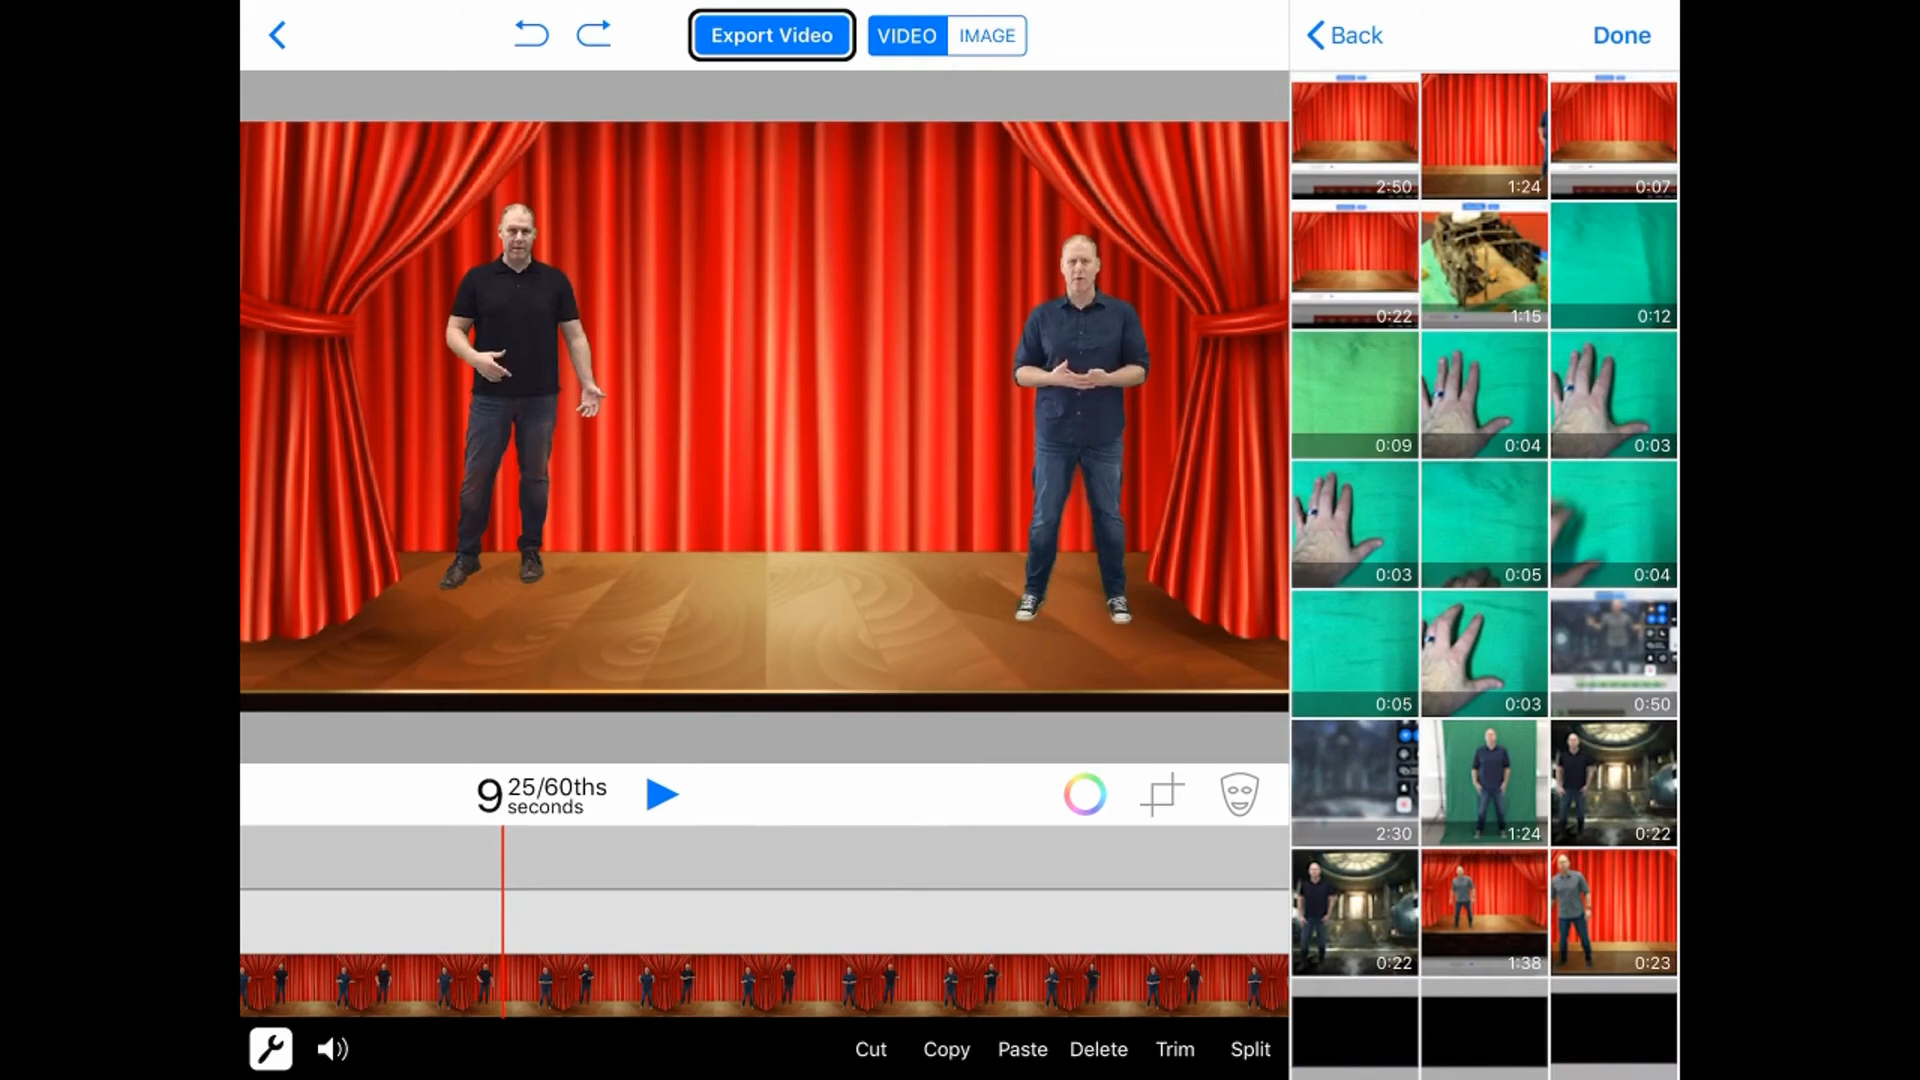 Export Video
VIDEO
IMAGE
Back
Done
2:50
1:24
0:07
0:22
1:15
0:12
0:09
0:04
0:03
0:03
0:05
0:04
0:05
0:03
0:50
2:30
1:24
0:22
0:22
1:38
0:23
9 25/60ths
seconds
Cut
Copy
Paste
Delete
Trim
Split